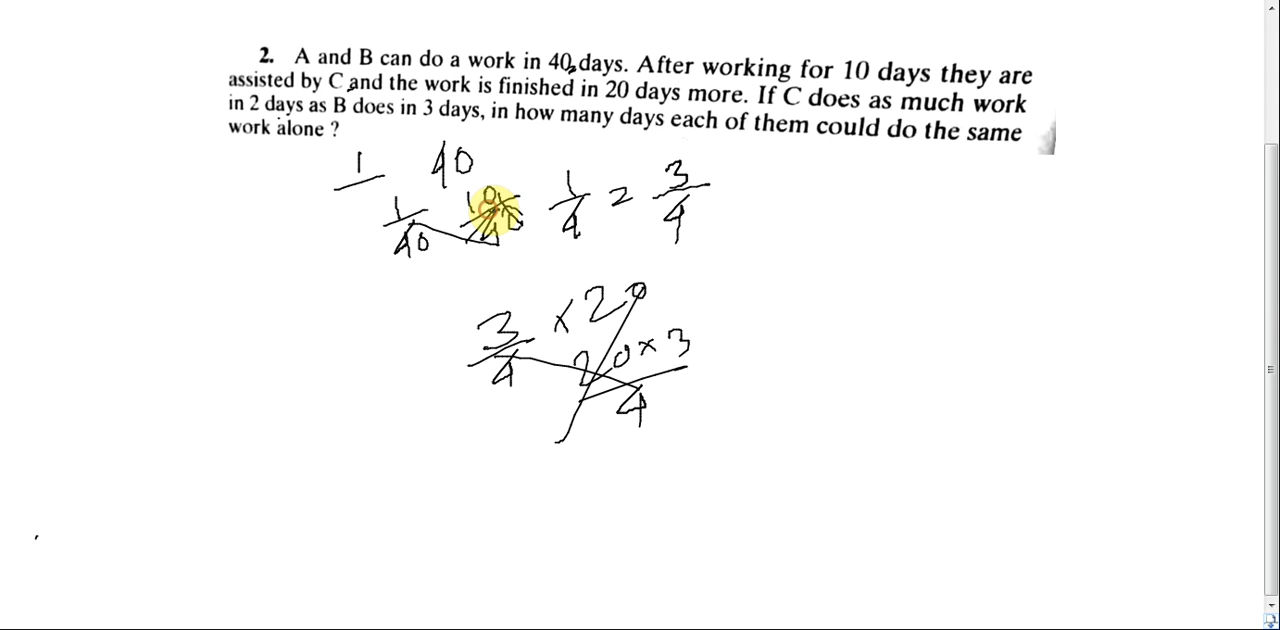 2. A and B can do a work in 40 days. After working for 10 days they are
assisted by C and the work is finished in 20 days more. If C does as much work
in 2 days as B does in 3 days, in how many days each of them could do the same
work alone ?
1 40
1/40 1/4 = 3/4
3/4 × 20
20 × 3
4